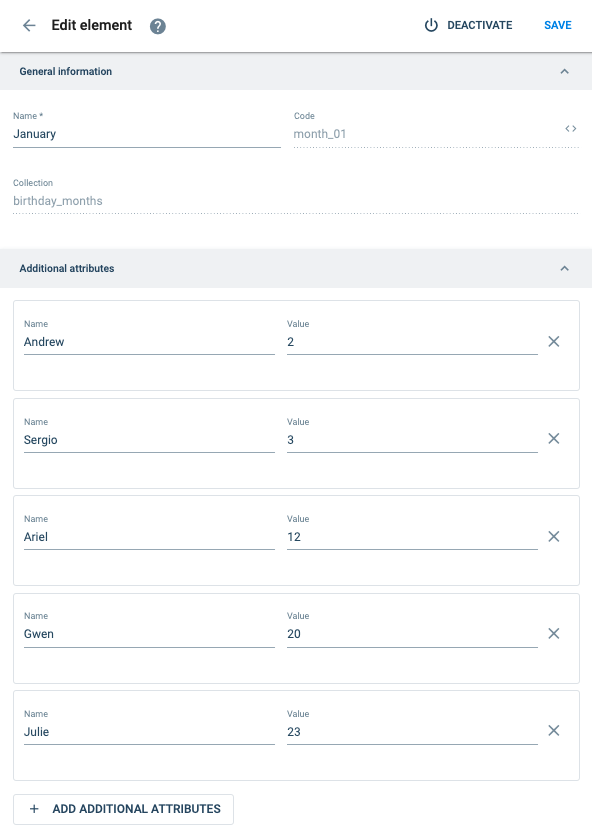 Edit element
DEACTIVATE
SAVE
General information
Name *
Code
January
month_01
Collection
birthday_months
Additional attributes
Name
Value
Andrew
2
Name
Value
Sergio
3
Name
Value
Ariel
12
Name
Value
Gwen
20
Name
Value
Julie
23
ADD ADDITIONAL ATTRIBUTES